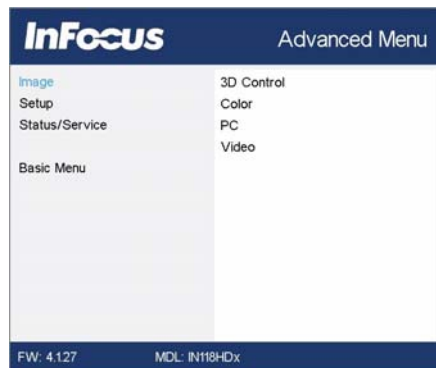 InFocus Advanced Menu
Image
Setup
Status/Service
Basic Menu
3D Control
Color
PC
Video
FW: 4.1.27 MDL: IN118HDx